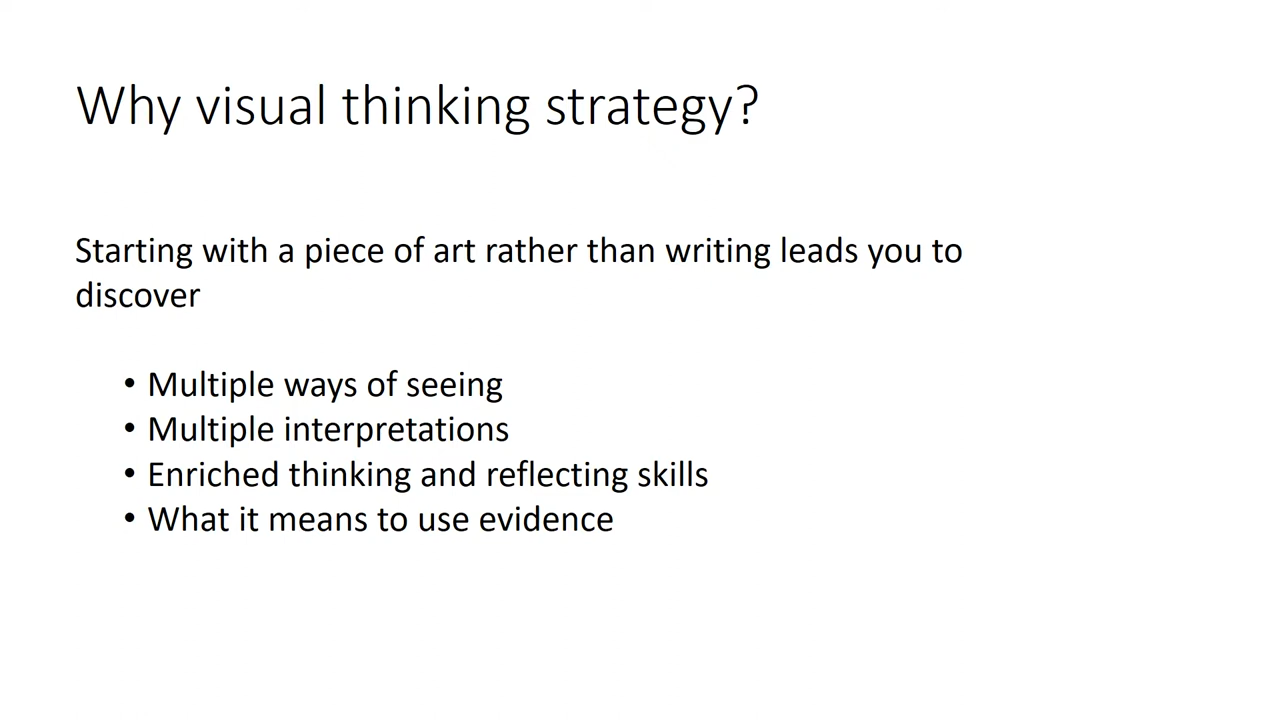 Why visual thinking strategy?
Starting with a piece of art rather than writing leads you to
discover
• Multiple ways of seeing
• Multiple interpretations
• Enriched thinking and reflecting skills
• What it means to use evidence